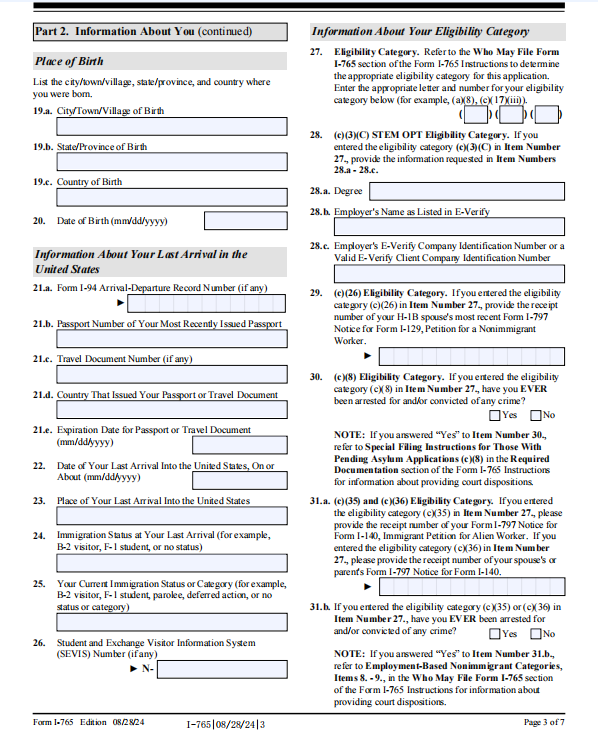 Part 2. Information About You (continued)
Place of Birth
List the city/town/village, state/province, and country where
you were born.
19.a. City/Town/Village of Birth
19.b. State/Province of Birth
19.c. Country of Birth
20. Date of Birth (mm/dd/yyyy)
Information About Your Last Arrival in the
United States
21.a. Form I-94 Arrival-Departure Record Number (if any)
►
21.b. Passport Number of Your Most Recently Issued Passport
21.c. Travel Document Number (if any)
21.d. Country That Issued Your Passport or Travel Document
21.e. Expiration Date for Passport or Travel Document
(mm/dd/yyyy)
22. Date of Your Last Arrival Into the United States, On or
About (mm/dd/yyyy)
23. Place of Your Last Arrival Into the United States
24. Immigration Status at Your Last Arrival (for example,
B-2 visitor, F-1 student, or no status)
25. Your Current Immigration Status or Category (for example,
B-2 visitor, F-1 student, parolee, deferred action, or no
status or category)
26. Student and Exchange Visitor Information System
(SEVIS) Number (if any)
► N-
Information About Your Eligibility Category
27. Eligibility Category. Refer to the Who May File Form
I-765 section of the Form I-765 Instructions to determine
the appropriate eligibility category for this application.
Enter the appropriate letter and number for your eligibility
category below (for example, (a)(8), (c)(17)(iii)).
( ) ( ) ( )
28. (c)(3)(C) STEM OPT Eligibility Category. If you
entered the eligibility category (c)(3)(C) in Item Number
27., provide the information requested in Item Numbers
28.a - 28.c.
28.a. Degree
28.b. Employer's Name as Listed in E-Verify
28.c. Employer's E-Verify Company Identification Number or a
Valid E-Verify Client Company Identification Number
29. (c)(26) Eligibility Category. If you entered the eligibility
category (c)(26) in Item Number 27., provide the receipt
number of your H-1B spouse's most recent Form I-797
Notice for Form I-129, Petition for a Nonimmigrant
Worker.
►
30. (c)(8) Eligibility Category. If you entered the eligibility
category (c)(8) in Item Number 27., have you EVER
been arrested for and/or convicted of any crime?
Yes No
NOTE: If you answered “Yes” to Item Number 30.,
refer to Special Filing Instructions for Those With
Pending Asylum Applications (c)(8) in the Required
Documentation section of the Form I-765 Instructions
for information about providing court dispositions.
31.a. (c)(35) and (c)(36) Eligibility Category. If you entered
the eligibility category (c)(35) in Item Number 27., please
provide the receipt number of your Form I-797 Notice for
Form I-140, Immigrant Petition for Alien Worker. If you
entered the eligibility category (c)(36) in Item Number
27., please provide the receipt number of your spouse's or
parent's Form I-797 Notice for Form I-140.
►
31.b. If you entered the eligibility category (c)(35) or (c)(36) in
Item Number 27., have you EVER been arrested for
and/or convicted of any crime?
Yes No
NOTE: If you answered “Yes” to Item Number 31.b.,
refer to Employment-Based Nonimmigrant Categories,
Items 8. - 9., in the Who May File Form I-765 section
of the Form I-765 Instructions for information about
providing court dispositions.
Form I-765 Edition 08/28/24
I-765|08/28/24|3
Page 3 of 7